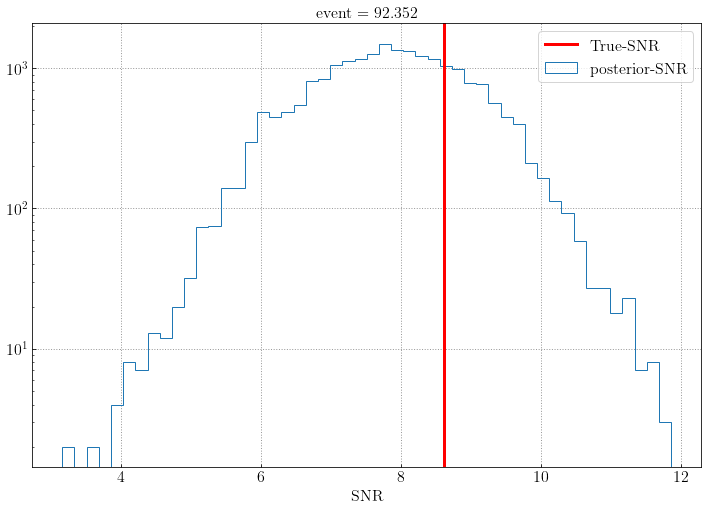 event = 92.352
True-SNR
posterior-SNR
10³
10²
10¹
4 6 8 10 12
SNR